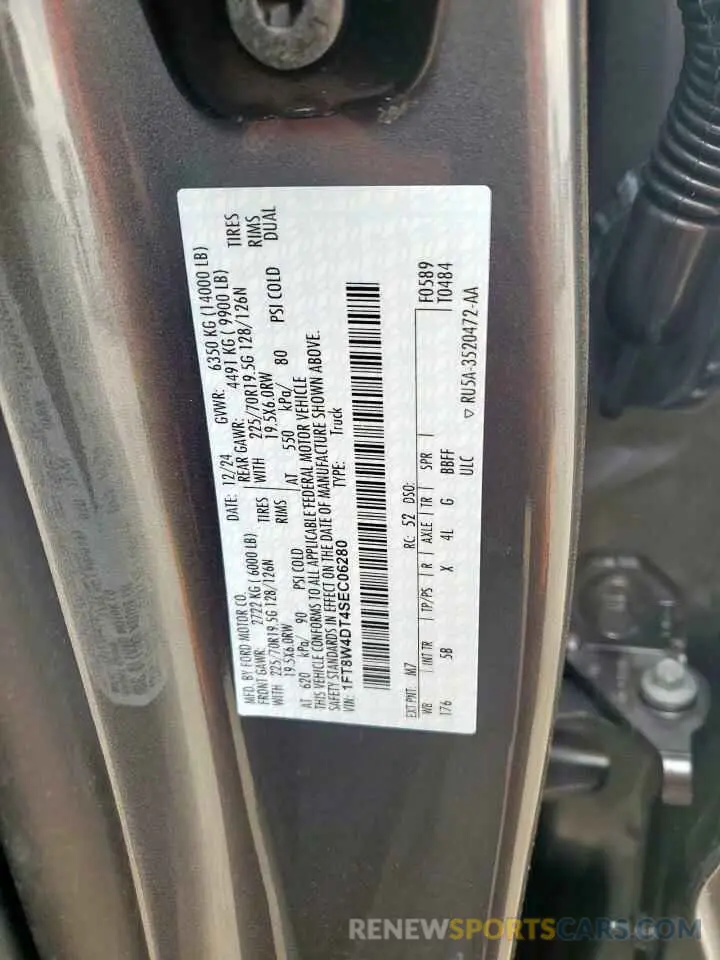 MFD. BY FORD MOTOR CO.
DATE: 12/24 GVWR: 6350 KG (14000 LB)
FRONT GAWR: 2722 KG (6000 LB) REAR GAWR: 4491 KG (9900 LB)
WITH 225/70R19.5G 128/126N TIRES WITH 225/70R19.5G 128/126N TIRES
19.5X6.0RW RIMS 19.5X6.0RW RIMS
AT 620 kPa/ 90 PSI COLD AT 550 kPa/ 80 PSI COLD DUAL
THIS VEHICLE CONFORMS TO ALL APPLICABLE FEDERAL MOTOR VEHICLE
SAFETY STANDARDS IN EFFECT ON THE DATE OF MANUFACTURE SHOWN ABOVE.
VIN: 1FT8W4DT4SEC06280 TYPE: Truck
F0589
T0484
EXT PNT: M7 RC: 52 DSO:
WB INT TR TP/PS R AXLE TR SPR
176 5B X 4L G BBFF
ULC
▽ RU5A-3520472-AA
RENEWSPORTS-CARS.COM